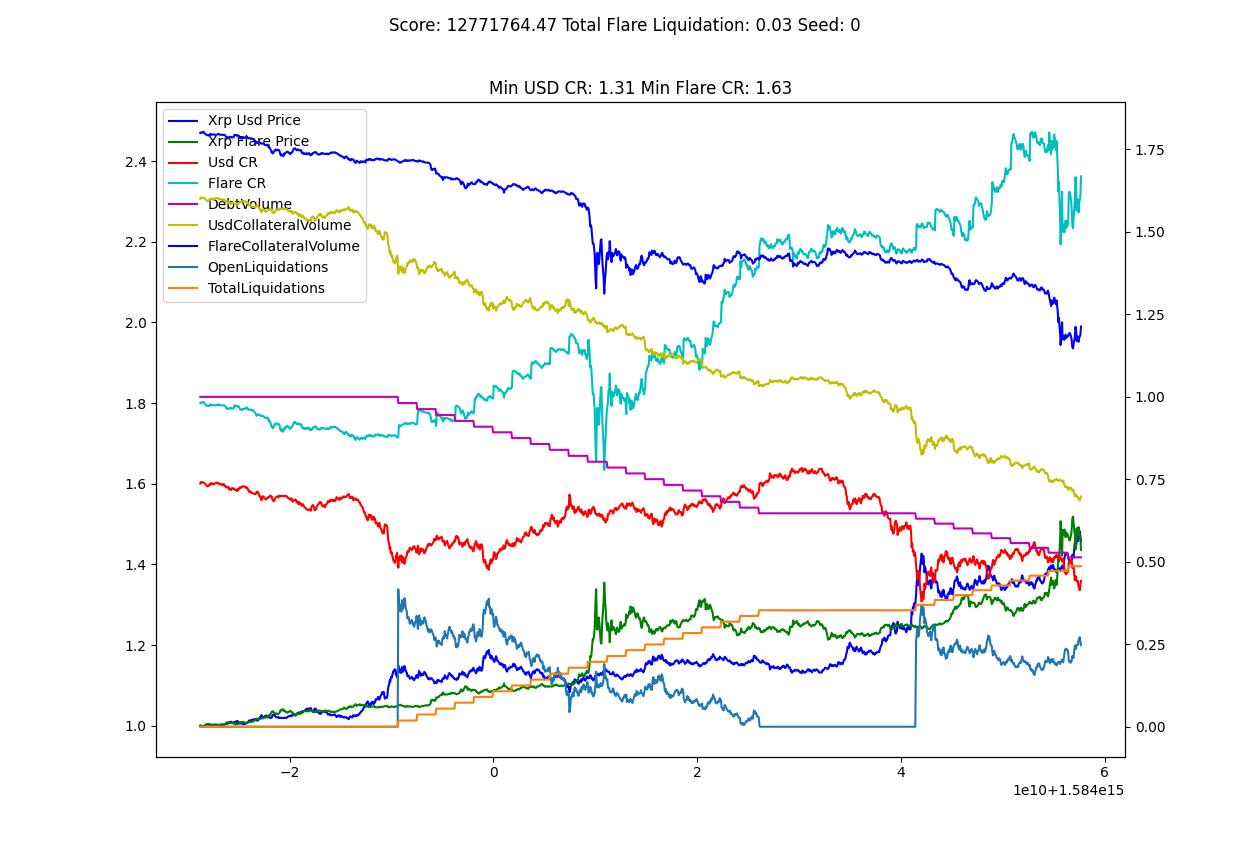 Score: 12771764.47 Total Flare Liquidation: 0.03 Seed: 0
Min USD CR: 1.31 Min Flare CR: 1.63
Xrp Usd Price
Xrp Flare Price
Usd CR
Flare CR
DebtVolume
UsdCollateralVolume
FlareCollateralVolume
OpenLiquidations
TotalLiquidations
2.4
2.2
2.0
1.8
1.6
1.4
1.2
1.0
1.75
1.50
1.25
1.00
0.75
0.50
0.25
0.00
−2 0 2 4 6
1e10+1.584e15